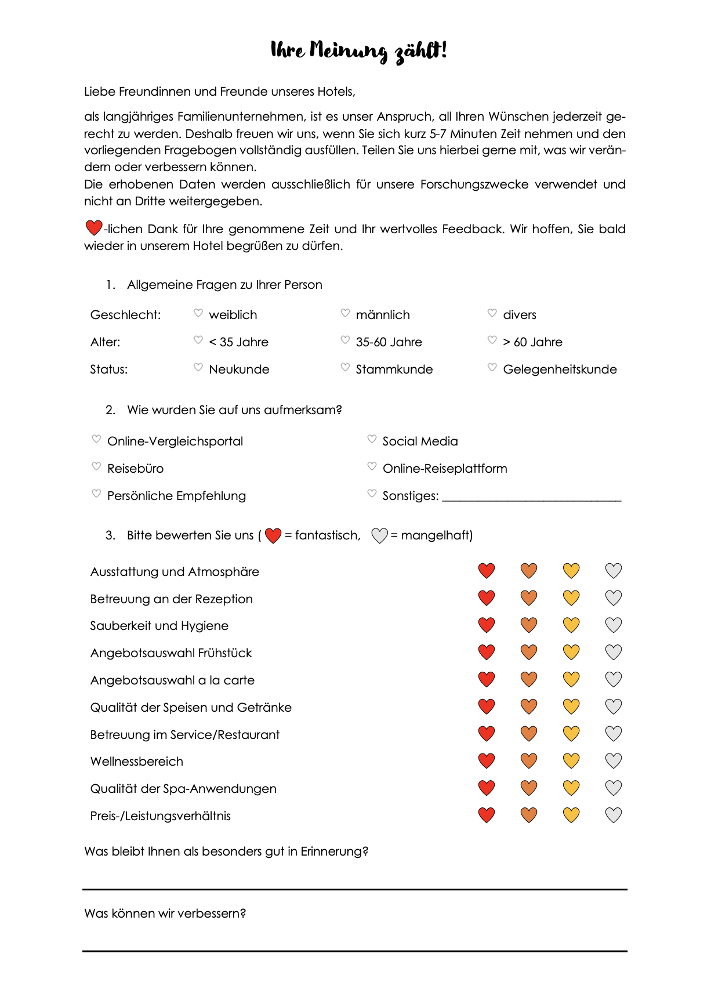 Ihre Meinung zählt!
Liebe Freundinnen und Freunde unseres Hotels,
als langjähriges Familienunternehmen, ist es unser Anspruch, all Ihren Wünschen jederzeit ge-
recht zu werden. Deshalb freuen wir uns, wenn Sie sich kurz 5-7 Minuten Zeit nehmen und den
vorliegenden Fragebogen vollständig ausfüllen. Teilen Sie uns hierbei gerne mit, was wir verän-
dern oder verbessern können.
Die erhobenen Daten werden ausschließlich für unsere Forschungszwecke verwendet und
nicht an Dritte weitergegeben.
-lichen Dank für Ihre genommene Zeit und Ihr wertvolles Feedback. Wir hoffen, Sie bald
wieder in unserem Hotel begrüßen zu dürfen.
1. Allgemeine Fragen zu Ihrer Person
Geschlecht: weiblich männlich divers
Alter: < 35 Jahre 35-60 Jahre > 60 Jahre
Status: Neukunde Stammkunde Gelegenheitskunde
2. Wie wurden Sie auf uns aufmerksam?
Online-Vergleichsportal Social Media
Reisebüro Online-Reiseplattform
Persönliche Empfehlung Sonstiges: ____________________________
3. Bitte bewerten Sie uns ( = fantastisch, = mangelhaft)
Ausstattung und Atmosphäre
Betreuung an der Rezeption
Sauberkeit und Hygiene
Angebotsauswahl Frühstück
Angebotsauswahl a la carte
Qualität der Speisen und Getränke
Betreuung im Service/Restaurant
Wellnessbereich
Qualität der Spa-Anwendungen
Preis-/Leistungsverhältnis
Was bleibt Ihnen als besonders gut in Erinnerung?
Was können wir verbessern?